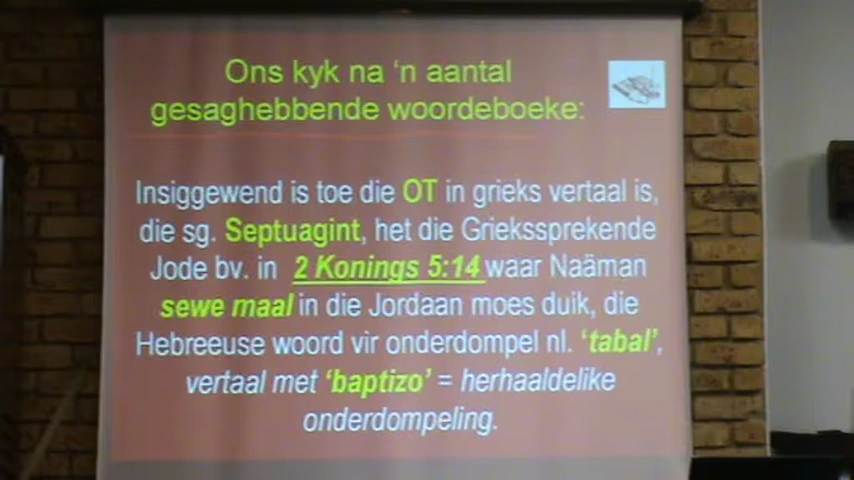 Ons kyk na ‘n aantal
gesaghebbende woordeboeke:
Insiggewend is toe die OT in grieks vertaal is,
die sg. Septuagint, het die Griekssprekende
Jode bv. in 2 Konings 5:14 waar Naäman
sewe maal in die Jordaan moes duik, die
Hebreeuse woord vir onderdompel nl. ‘tabal’,
vertaal met ‘baptizo’ = herhaaldelike
onderdompeling.